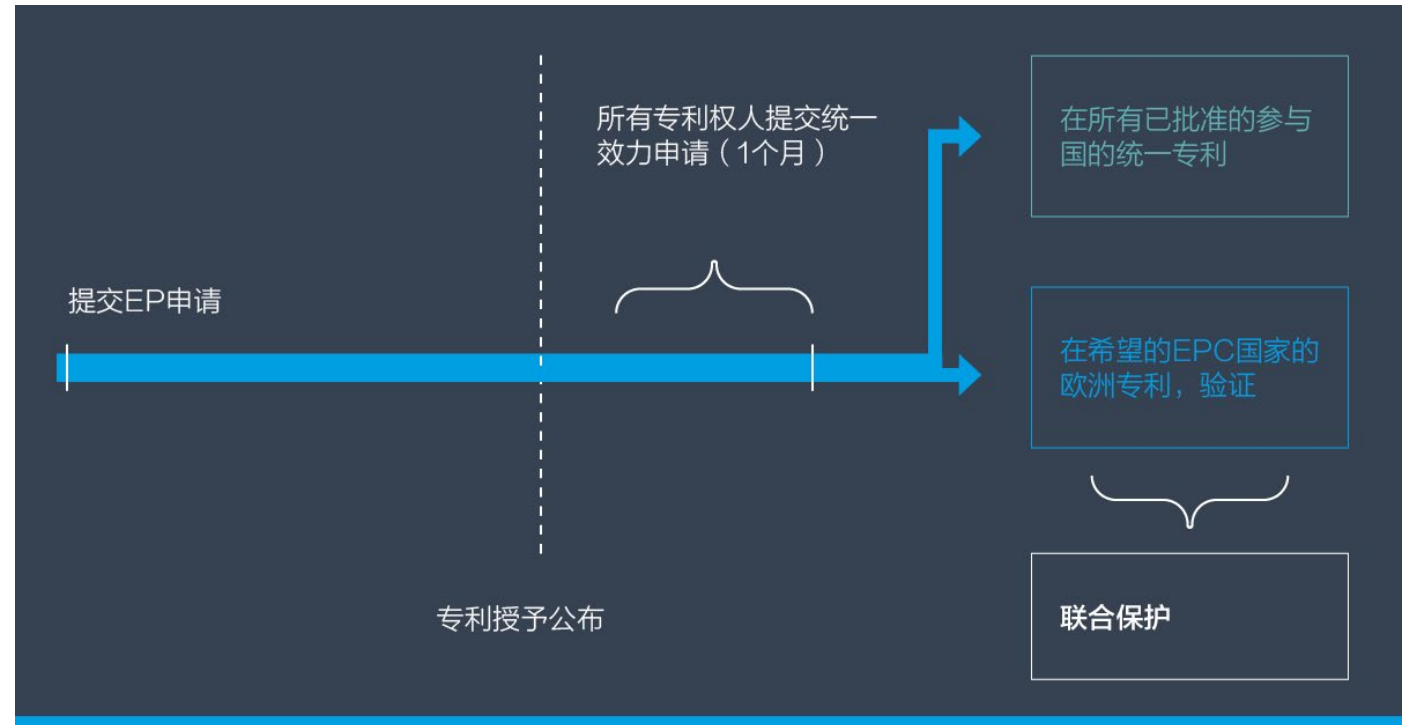 所有专利权人提交统一
效力申请（1个月）
在所有已批准的参与
国的统一专利
提交EP申请
在希望的EPC国家的
欧洲专利，验证
专利授予公布
联合保护